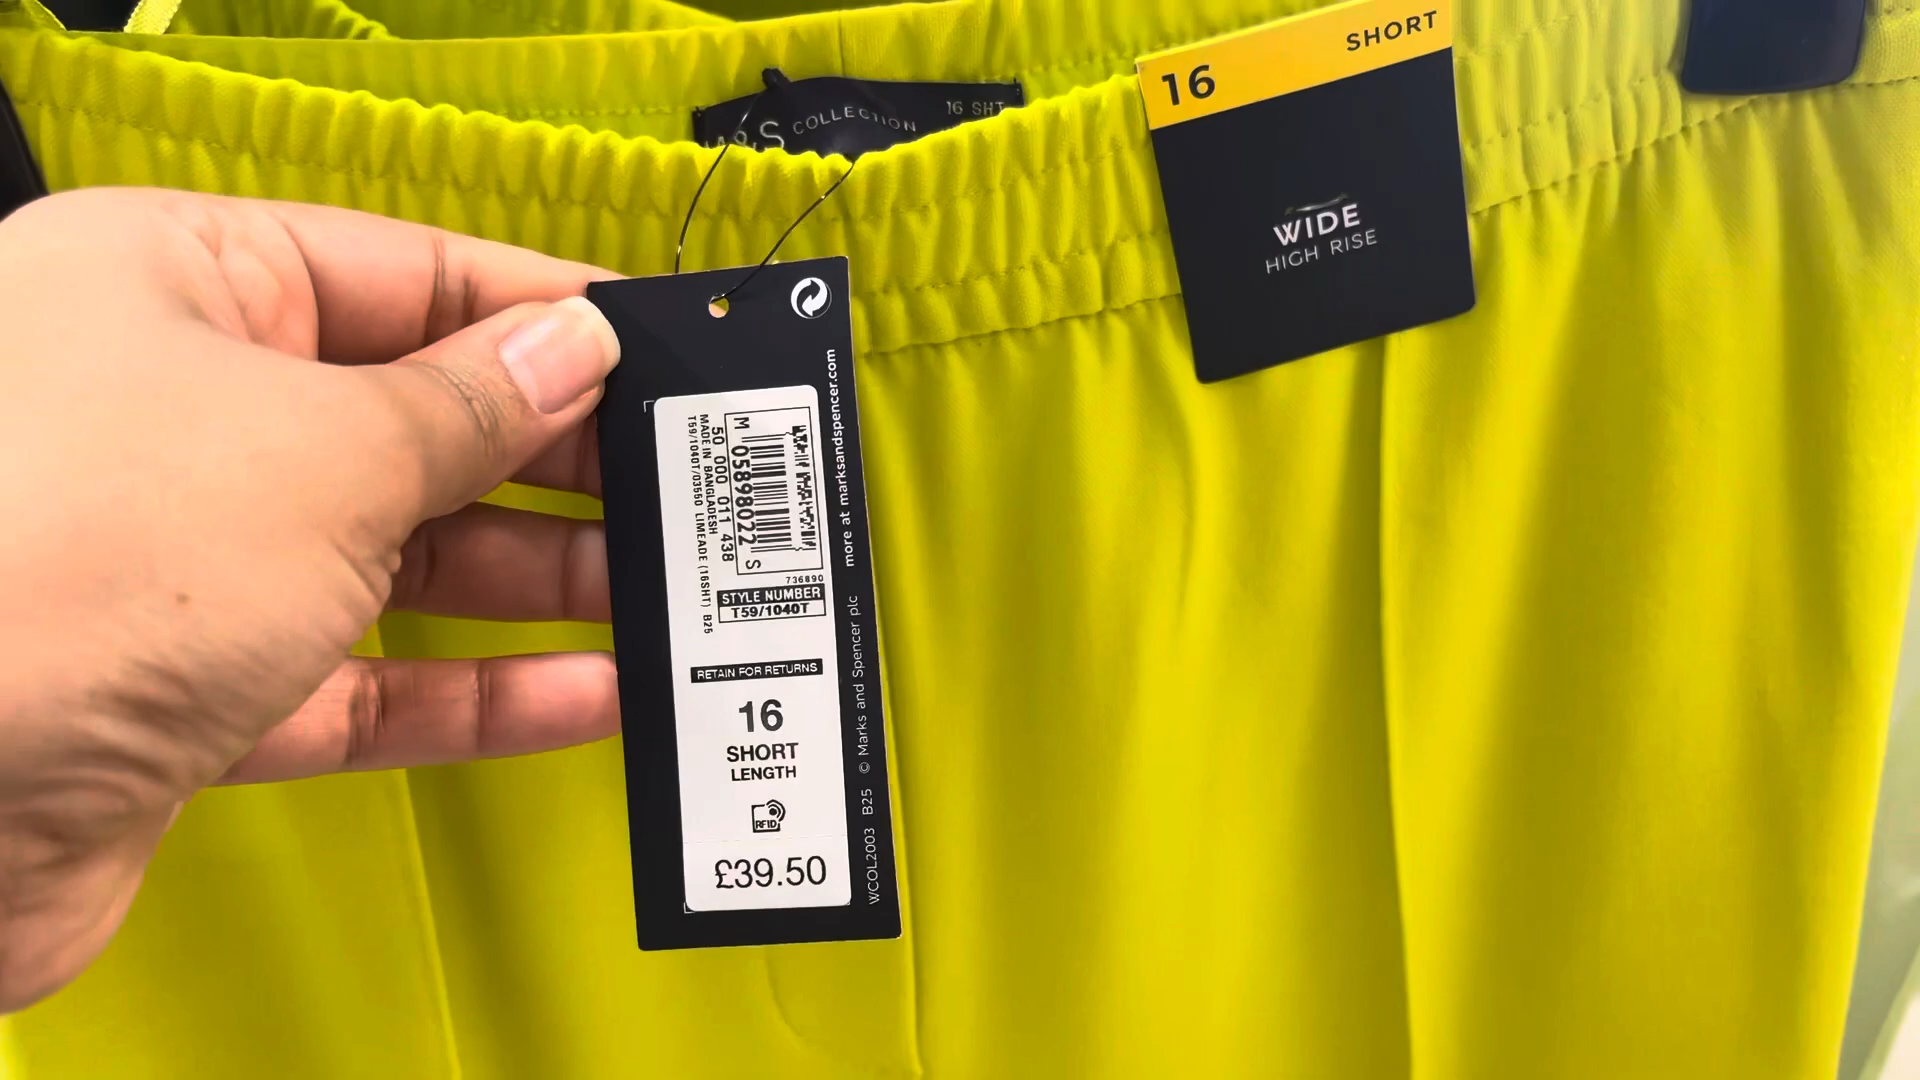 16 SHORT
WIDE
HIGH RISE
M&S COLLECTION 16 SHT
M 05898022 S
50 000 011 438
MADE IN BANGLADESH
T59/1040T/03550 LIMEADE (16SHT) B25
736890
STYLE NUMBER
T59/1040T
RETAIN FOR RETURNS
16
SHORT
LENGTH
RFID
£39.50
WCOL2003 B25 © Marks and Spencer plc more at marksandspencer.com